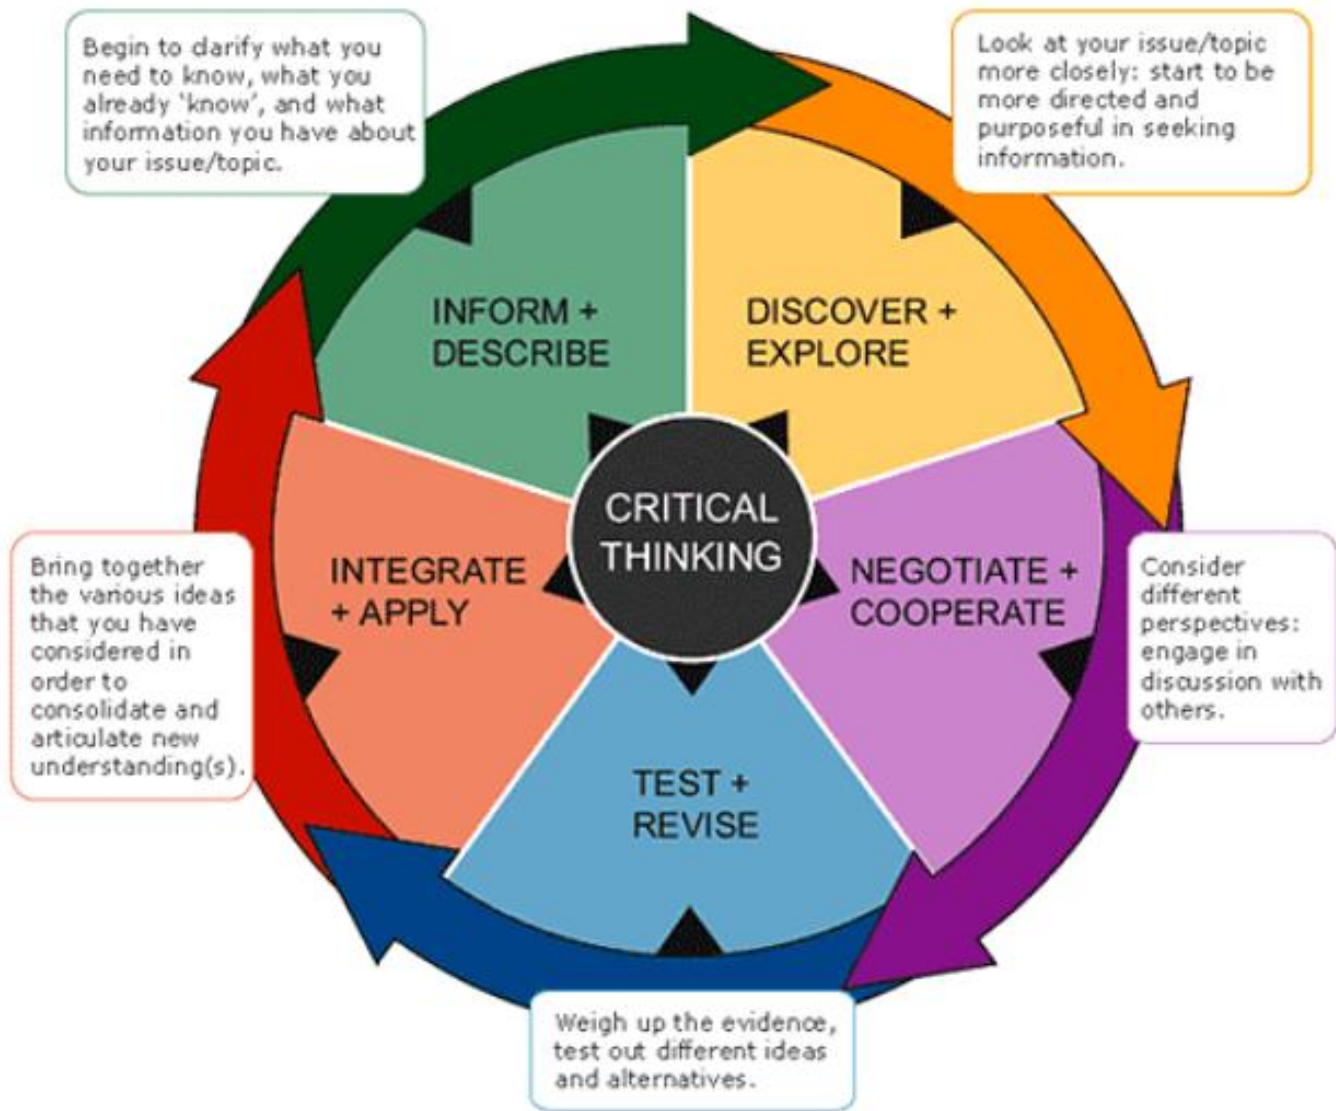 Begin to clarify what you
need to know, what you
already ‘know’, and what
information you have about
your issue/topic.
Look at your issue/topic
more closely: start to be
more directed and
purposeful in seeking
information.
INFORM +
DESCRIBE
DISCOVER +
EXPLORE
CRITICAL
THINKING
INTEGRATE
+ APPLY
NEGOTIATE +
COOPERATE
TEST +
REVISE
Bring together
the various ideas
that you have
considered in
order to
consolidate and
articulate new
understanding(s).
Consider
different
perspectives:
engage in
discussion with
others.
Weigh up the evidence,
test out different ideas
and alternatives.